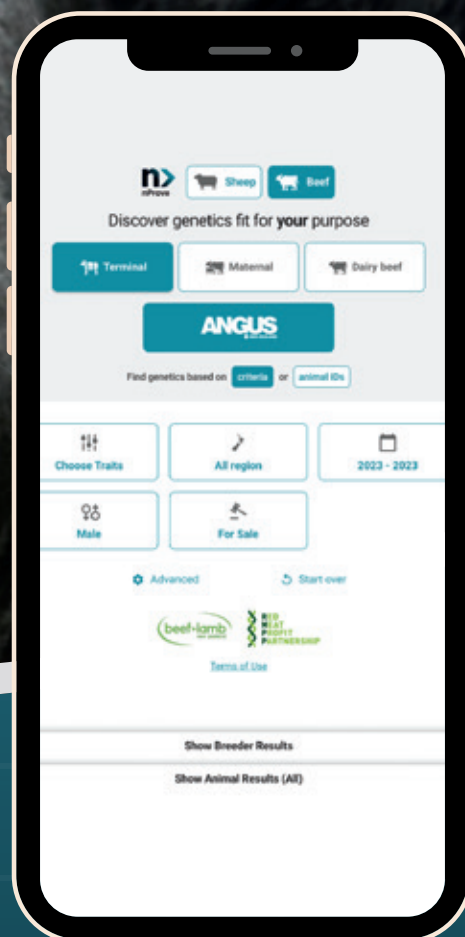 n>
nProve
Sheep
Beef
Discover genetics fit for your purpose
Terminal
Maternal
Dairy beef
ANGUS
Find genetics based on criteria or animal IDs
Choose Traits
All region
2023 - 2023
Male
For Sale
Advanced
Start over
beef+lamb
RED
MEAT
PROFIT
PARTNERSHIP
Terms of Use
Show Breeder Results
Show Animal Results (All)